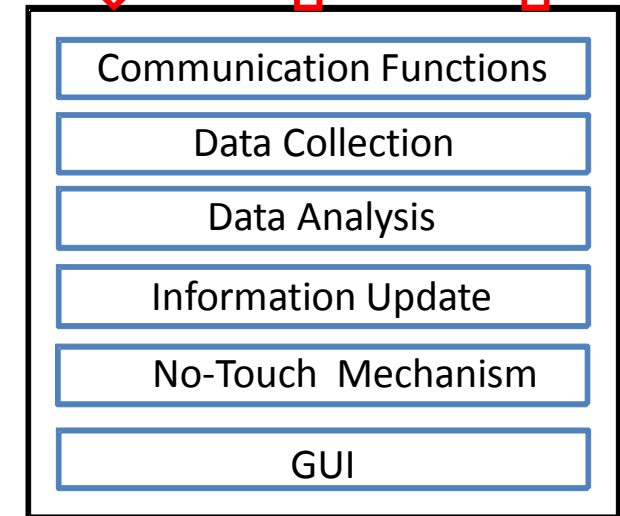 Communication Functions
Data Collection
Data Analysis
Information Update
No-Touch  Mechanism
GUI